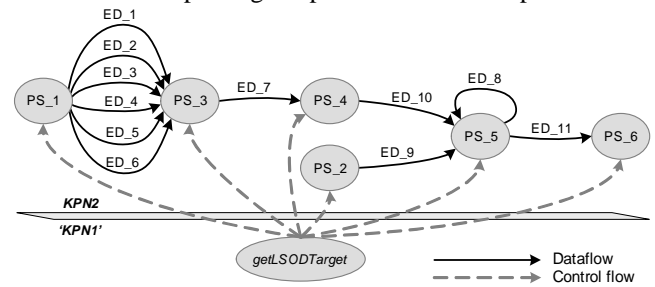 ED_1
ED_2
ED_3
ED_4
ED_5
ED_6
PS_1
PS_3
ED_7
PS_4
ED_10
ED_8
PS_5
ED_11
PS_6
PS_2
ED_9
KPN2
'KPN1'
getLSODTarget
Dataflow
Control flow